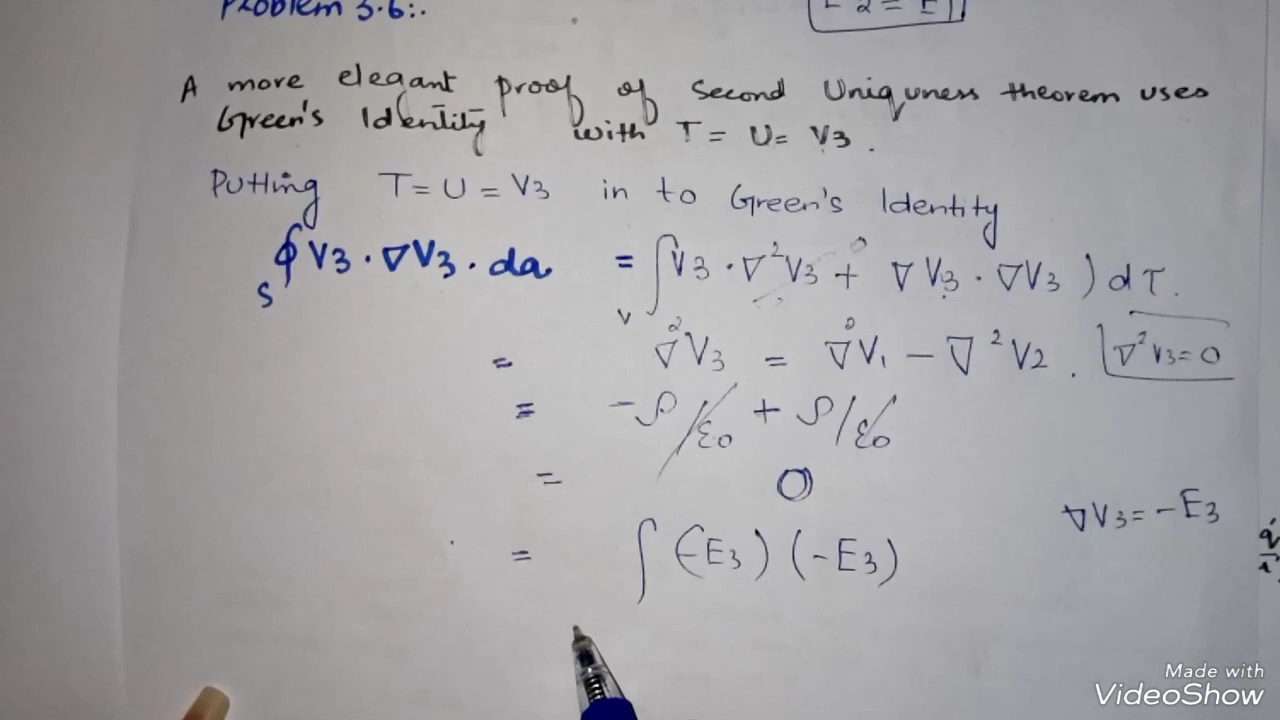 Problem 3.6:.
A more elegant proof of Second Uniquness theorem uses
Green's Identity with T = U = V3.
Putting T = U = V3 in to Green's Identity
∮ V3 · ∇V3 · da = ∫ V3 · ∇²V3 + ∇V3 · ∇V3 ) dτ.
S
V
= ∇²V3 = ∇²V1 − ∇²V2. ∇²V3 = 0
= −ρ/ε0 + ρ/ε0
= 0
∇V3 = −E3
= ∫ (−E3) (−E3)
Made with
VideoShow